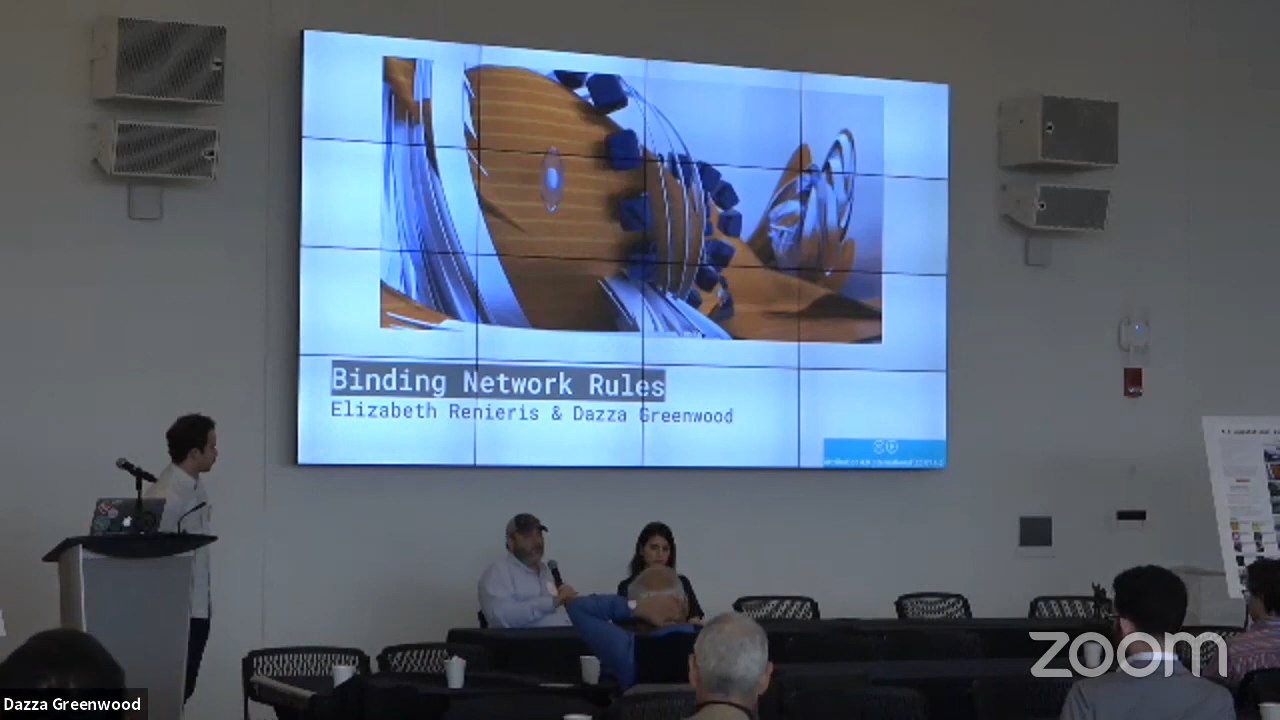 Binding Network Rules
Elizabeth Renieris & Dazza Greenwood
zoom
Dazza Greenwood